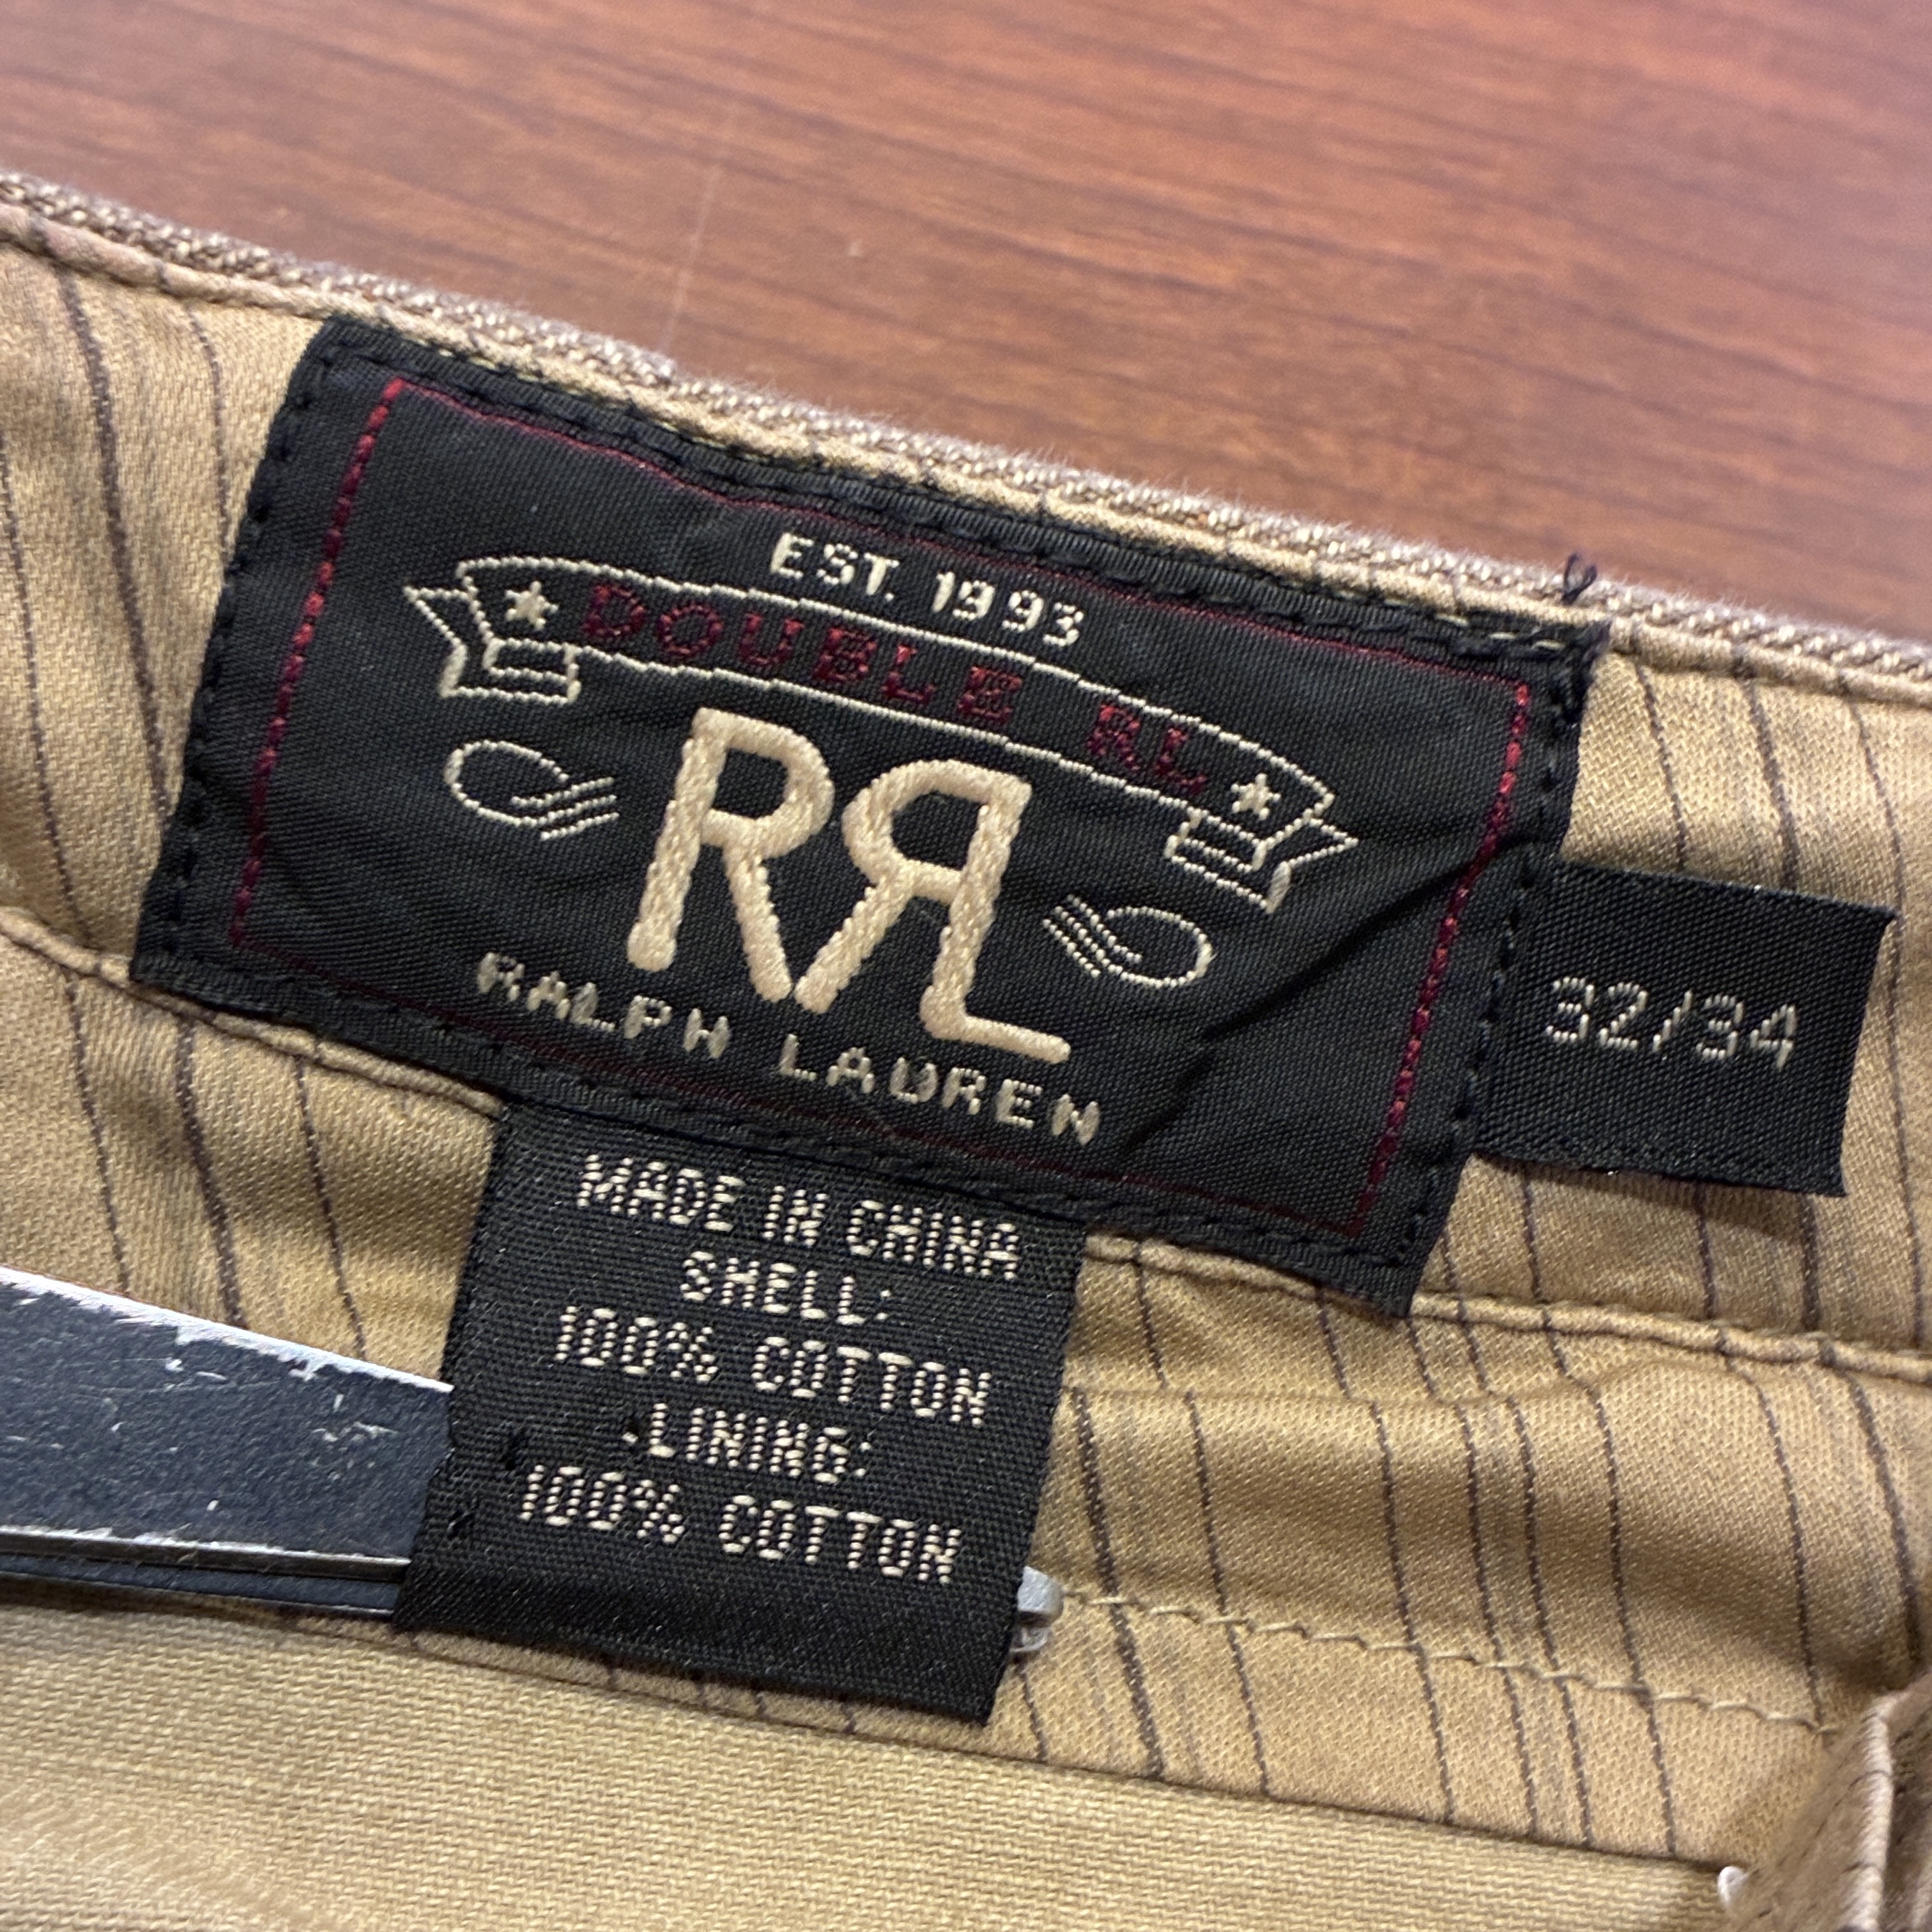 EST. 1993
DOUBLE RL
RRL
RALPH LAUREN
32/34
MADE IN CHINA
SHELL:
100% COTTON
LINING:
100% COTTON